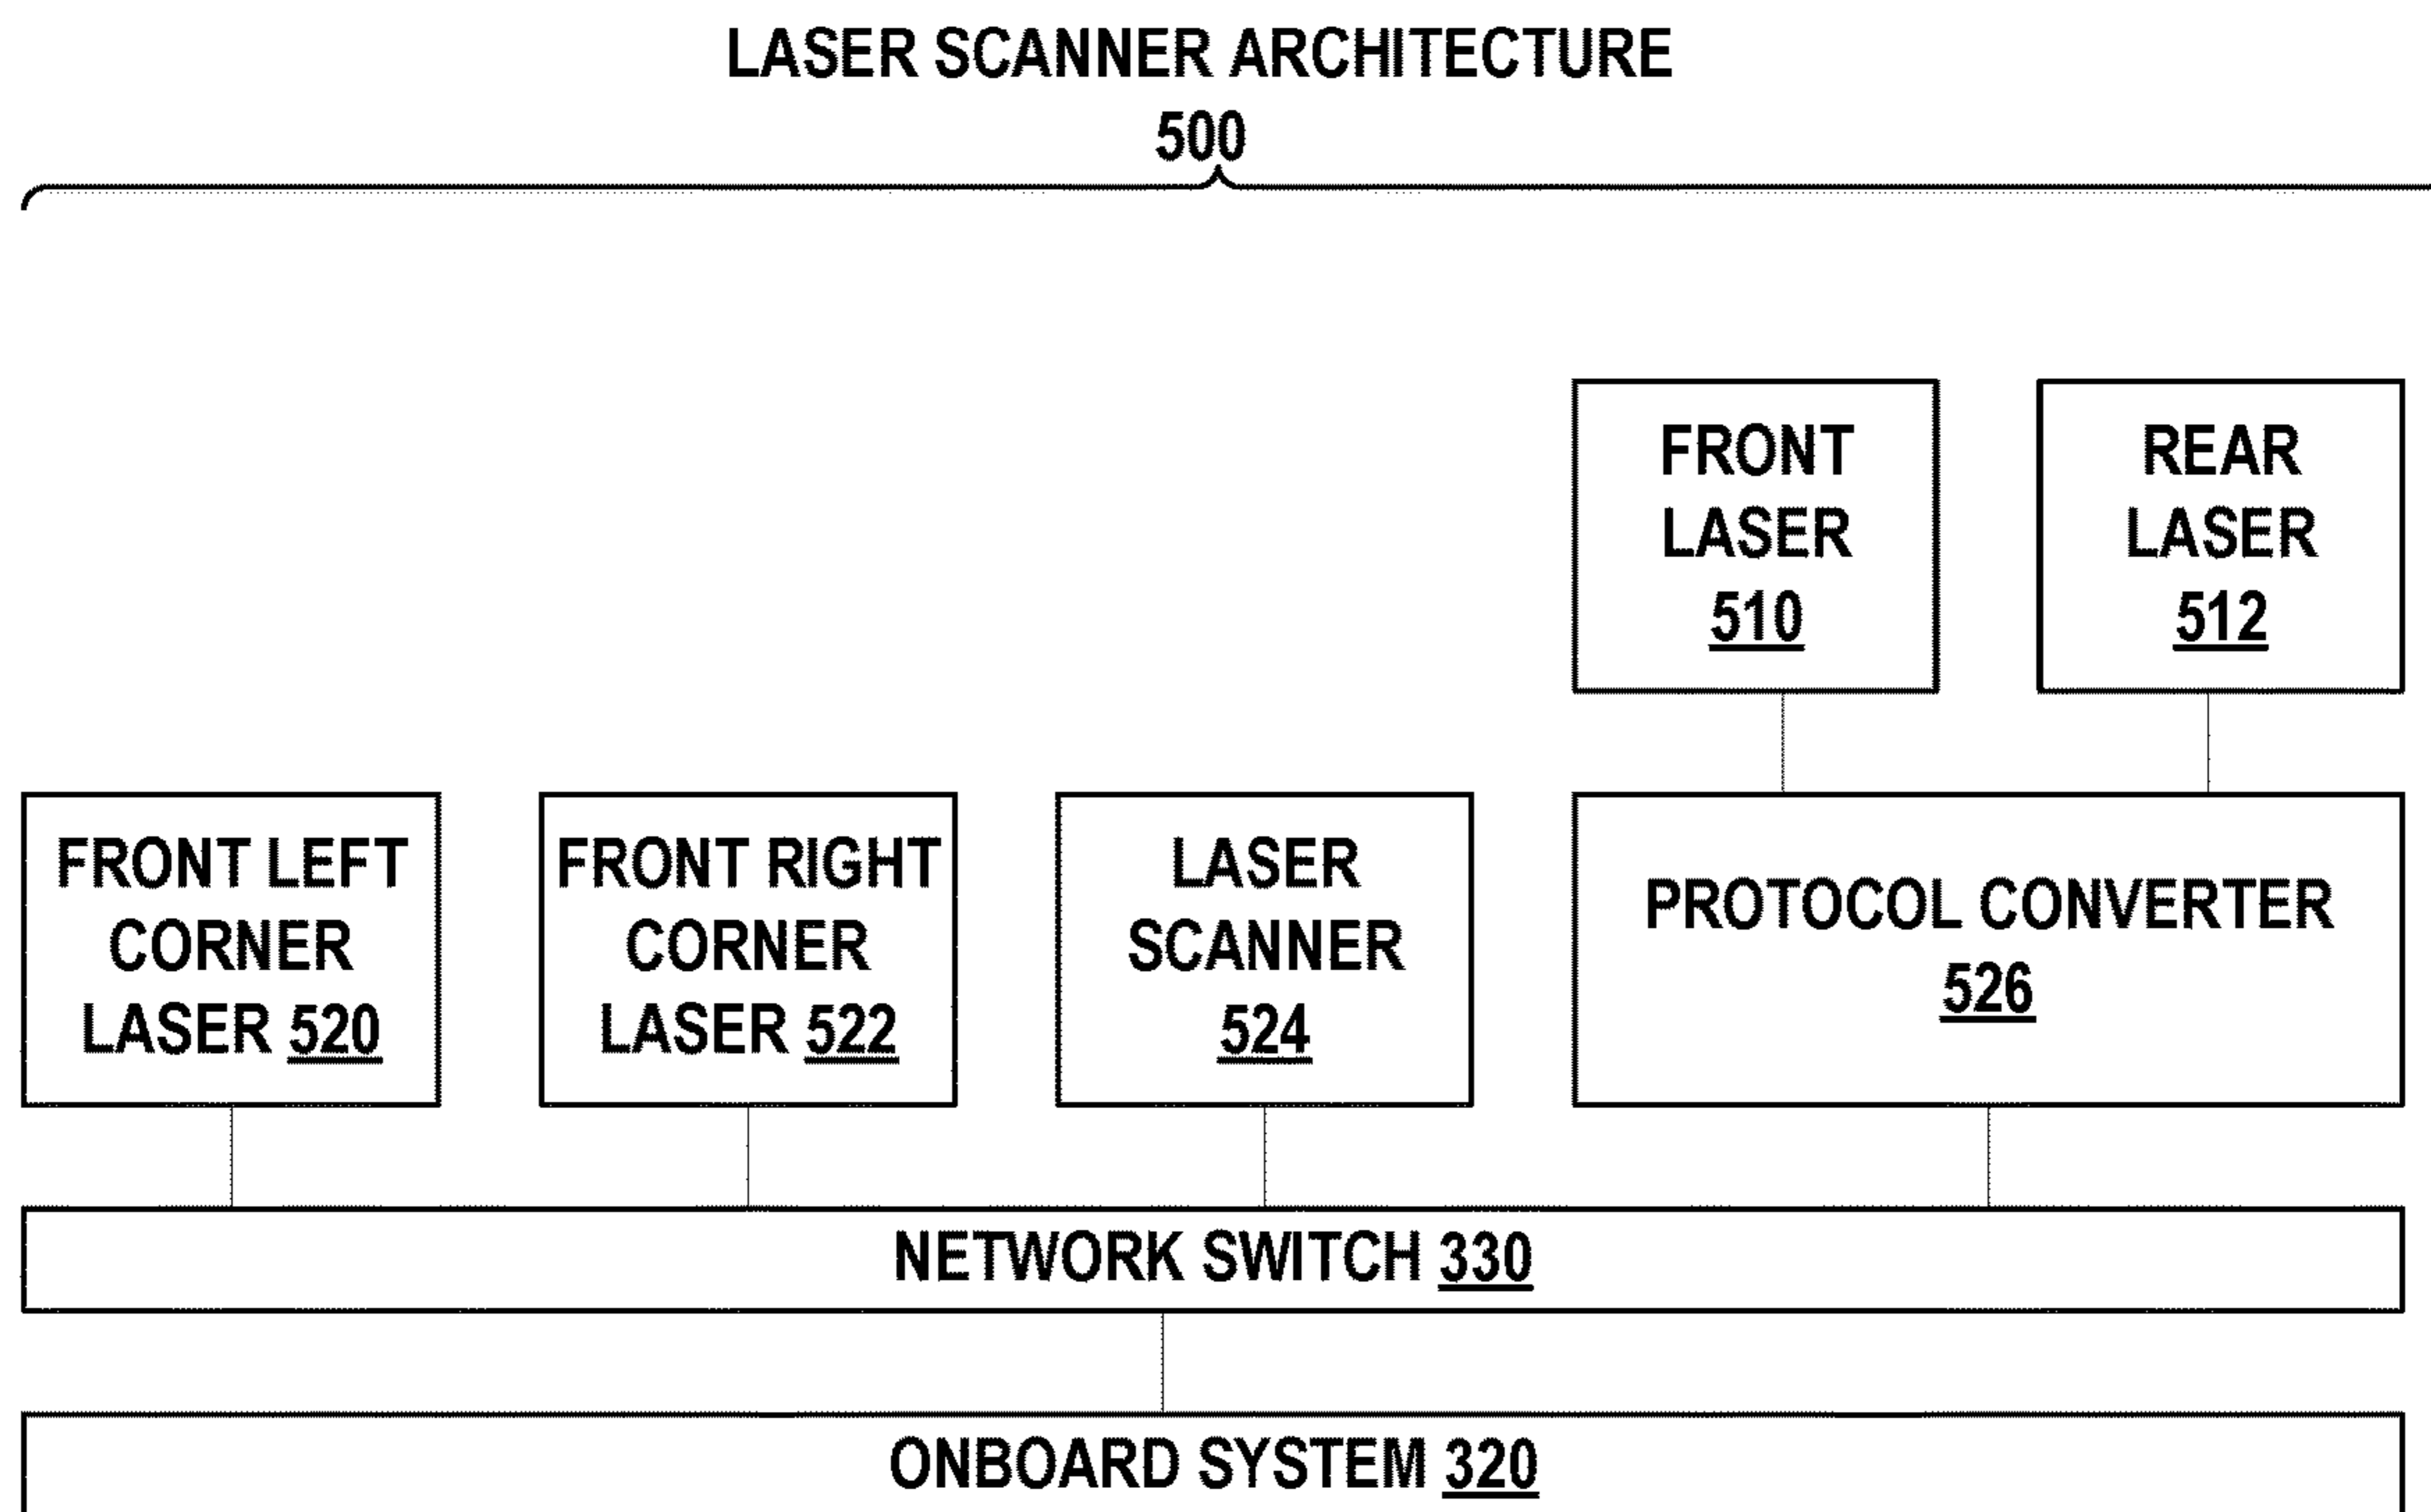 LASER SCANNER ARCHITECTURE
500
FRONT
LASER
510
REAR
LASER
512
FRONT LEFT
CORNER
LASER 520
FRONT RIGHT
CORNER
LASER 522
LASER
SCANNER
524
PROTOCOL CONVERTER
526
NETWORK SWITCH 330
ONBOARD SYSTEM 320